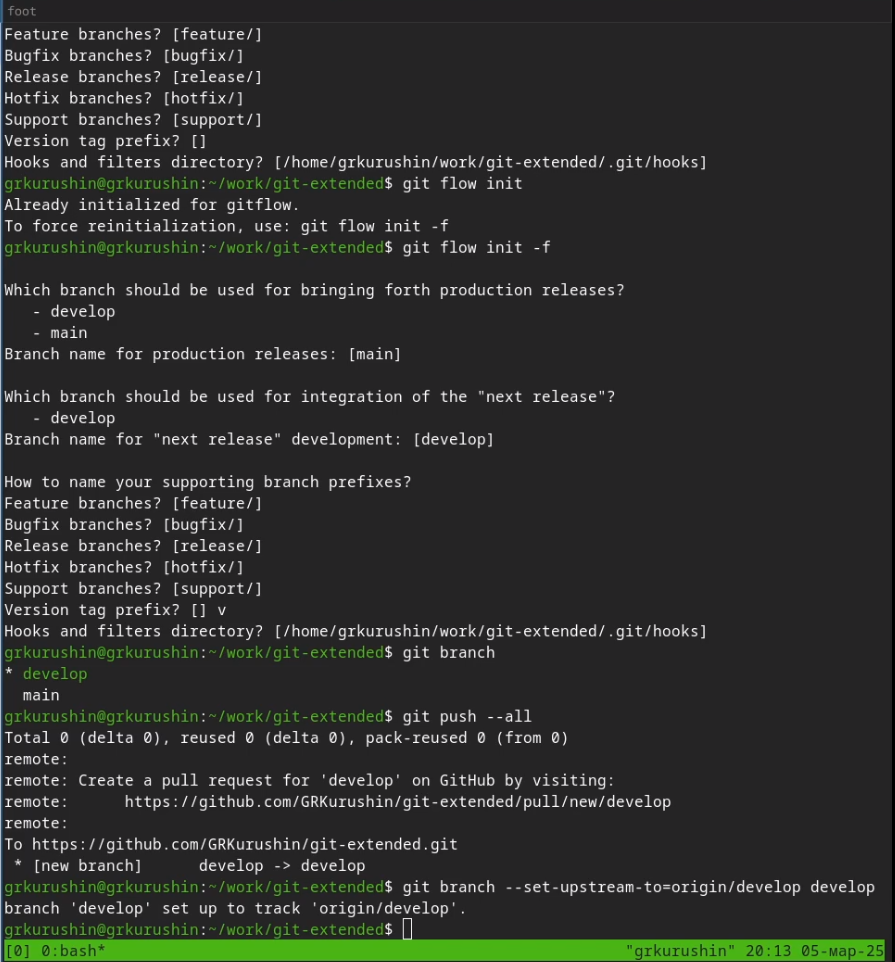 foot
Feature branches? [feature/]
Bugfix branches? [bugfix/]
Release branches? [release/]
Hotfix branches? [hotfix/]
Support branches? [support/]
Version tag prefix? []
Hooks and filters directory? [/home/grkurushin/work/git-extended/.git/hooks]
grkurushin@grkurushin:~/work/git-extended$ git flow init
Already initialized for gitflow.
To force reinitialization, use: git flow init -f
grkurushin@grkurushin:~/work/git-extended$ git flow init -f
Which branch should be used for bringing forth production releases?
   - develop
   - main
Branch name for production releases: [main]
Which branch should be used for integration of the "next release"?
   - develop
Branch name for "next release" development: [develop]
How to name your supporting branch prefixes?
Feature branches? [feature/]
Bugfix branches? [bugfix/]
Release branches? [release/]
Hotfix branches? [hotfix/]
Support branches? [support/]
Version tag prefix? [] v
Hooks and filters directory? [/home/grkurushin/work/git-extended/.git/hooks]
grkurushin@grkurushin:~/work/git-extended$ git branch
* develop
  main
grkurushin@grkurushin:~/work/git-extended$ git push --all
Total 0 (delta 0), reused 0 (delta 0), pack-reused 0 (from 0)
remote:
remote: Create a pull request for 'develop' on GitHub by visiting:
remote:      https://github.com/GRKurushin/git-extended/pull/new/develop
remote:
To https://github.com/GRKurushin/git-extended.git
 * [new branch]      develop -> develop
grkurushin@grkurushin:~/work/git-extended$ git branch --set-upstream-to=origin/develop develop
branch 'develop' set up to track 'origin/develop'.
grkurushin@grkurushin:~/work/git-extended$
[0] 0:bash* "grkurushin" 20:13 05-мар-25